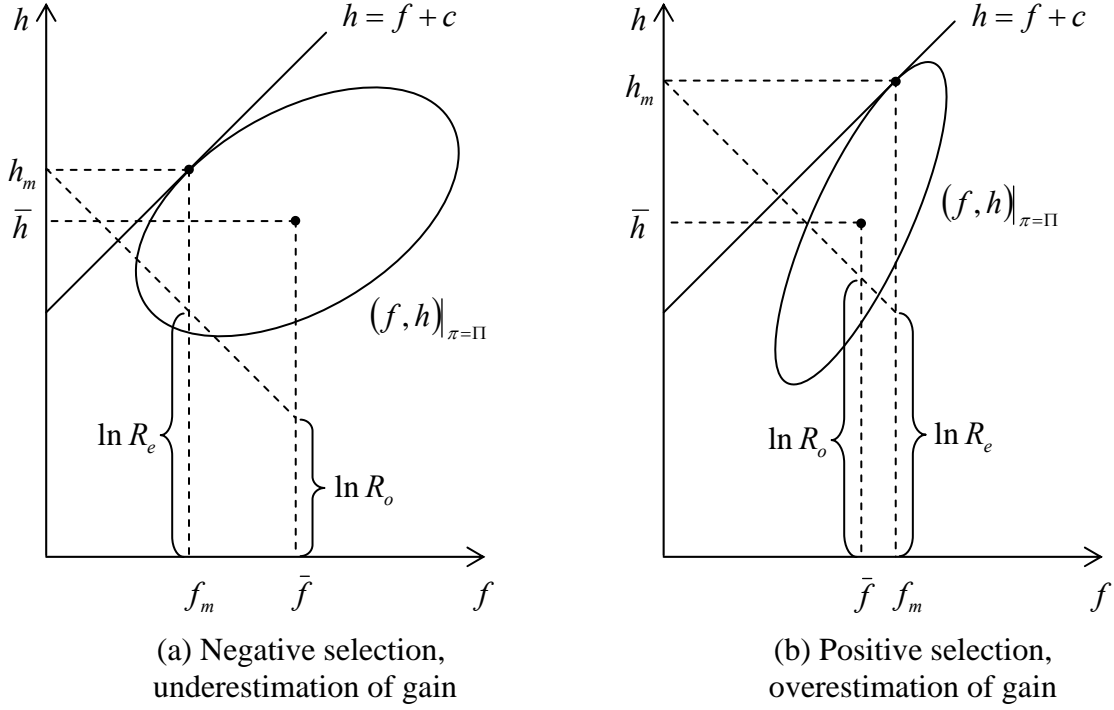 h
h = f + c
h_m
h̄
(f, h)|_{π=Π}
ln R_e
ln R_o
f_m
f̄
f
(a) Negative selection,
underestimation of gain
h
h = f + c
h_m
h̄
(f, h)|_{π=Π}
ln R_o
ln R_e
f̄
f_m
f
(b) Positive selection,
overestimation of gain